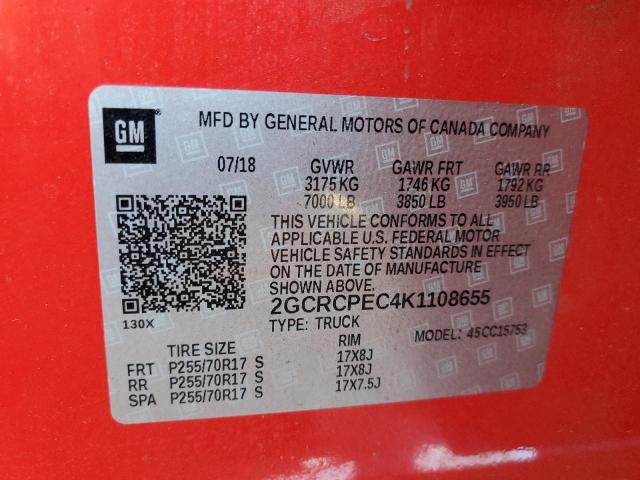 GM
MFD BY GENERAL MOTORS OF CANADA COMPANY
07/18 GVWR GAWR FRT GAWR RR
3175 KG 1746 KG 1792 KG
7000 LB 3850 LB 3950 LB
THIS VEHICLE CONFORMS TO ALL
APPLICABLE U.S. FEDERAL MOTOR
VEHICLE SAFETY STANDARDS IN EFFECT
ON THE DATE OF MANUFACTURE
SHOWN ABOVE.
2GCRCPEC4K1108655
130X
TYPE: TRUCK MODEL: 45CC15753
TIRE SIZE RIM
FRT P255/70R17 S 17X8J
RR P255/70R17 S 17X8J
SPA P255/70R17 S 17X7.5J